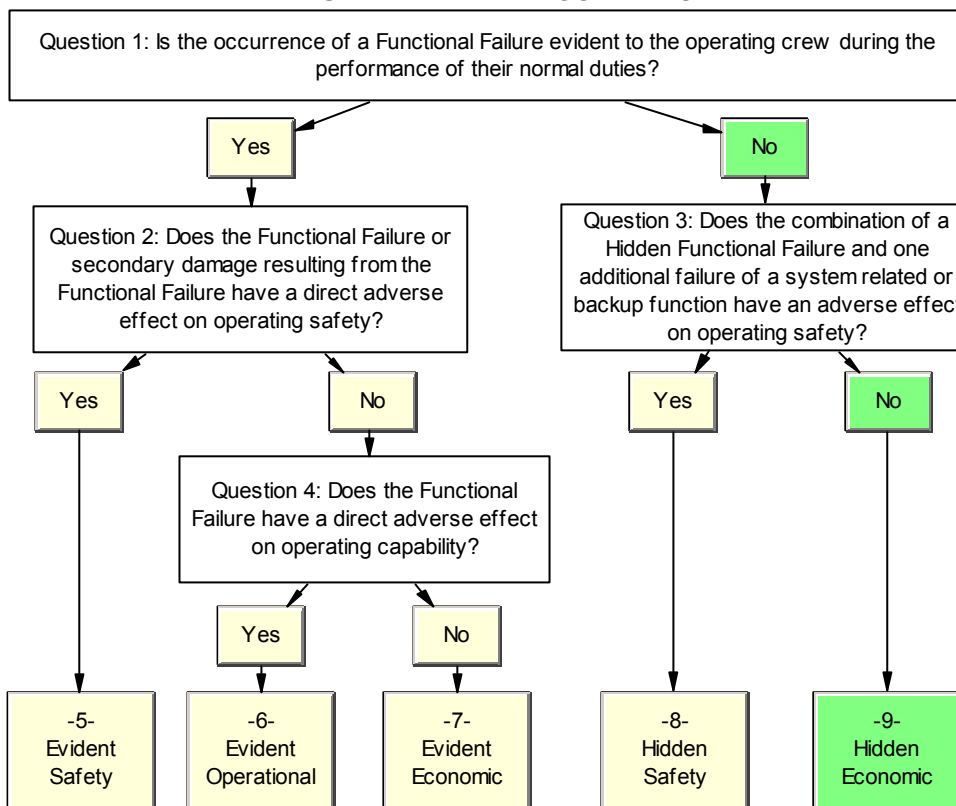 Question 1: Is the occurrence of a Functional Failure evident to the operating crew during the
performance of their normal duties?
Yes
No
Question 2: Does the Functional Failure or
secondary damage resulting from the
Functional Failure have a direct adverse
effect on operating safety?
Question 3: Does the combination of a
Hidden Functional Failure and one
additional failure of a system related or
backup function have an adverse effect
on operating safety?
Yes
No
Yes
No
Question 4: Does the Functional
Failure have a direct adverse effect
on operating capability?
Yes
No
-5-
Evident
Safety
-6-
Evident
Operational
-7-
Evident
Economic
-8-
Hidden
Safety
-9-
Hidden
Economic